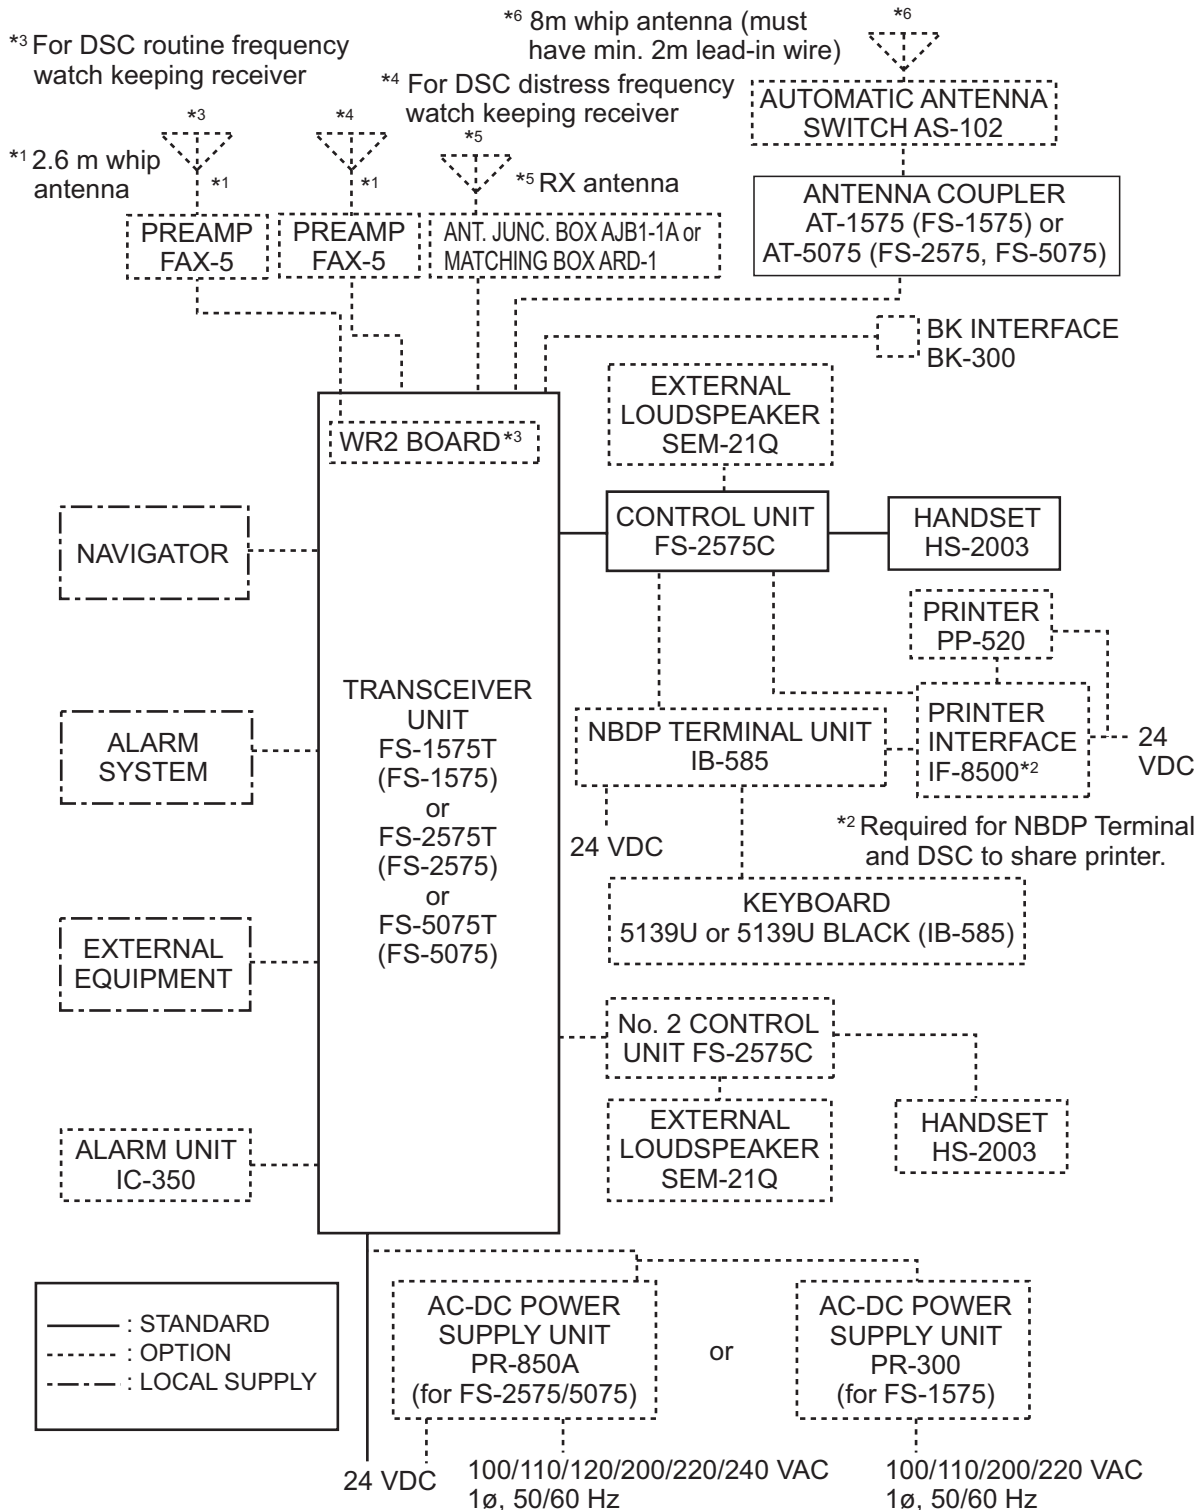 *3 For DSC routine frequency
watch keeping receiver
*6 8m whip antenna (must
have min. 2m lead-in wire)
*4 For DSC distress frequency
watch keeping receiver
*1 2.6 m whip
antenna
*5 RX antenna
*3
*4
*5
*6
*1
*1
PREAMP
FAX-5
PREAMP
FAX-5
ANT. JUNC. BOX AJB1-1A or
MATCHING BOX ARD-1
AUTOMATIC ANTENNA
SWITCH AS-102
ANTENNA COUPLER
AT-1575 (FS-1575) or
AT-5075 (FS-2575, FS-5075)
BK INTERFACE
BK-300
EXTERNAL
LOUDSPEAKER
SEM-21Q
WR2 BOARD*3
CONTROL UNIT
FS-2575C
HANDSET
HS-2003
NAVIGATOR
PRINTER
PP-520
TRANSCEIVER
UNIT
FS-1575T
(FS-1575)
or
FS-2575T
(FS-2575)
or
FS-5075T
(FS-5075)
ALARM
SYSTEM
NBDP TERMINAL UNIT
IB-585
PRINTER
INTERFACE
IF-8500*2
24
VDC
24 VDC
*2 Required for NBDP Terminal
and DSC to share printer.
KEYBOARD
5139U or 5139U BLACK (IB-585)
EXTERNAL
EQUIPMENT
No. 2 CONTROL
UNIT FS-2575C
EXTERNAL
LOUDSPEAKER
SEM-21Q
HANDSET
HS-2003
ALARM UNIT
IC-350
: STANDARD
: OPTION
: LOCAL SUPPLY
AC-DC POWER
SUPPLY UNIT
PR-850A
(for FS-2575/5075)
or
AC-DC POWER
SUPPLY UNIT
PR-300
(for FS-1575)
24 VDC
100/110/120/200/220/240 VAC
1ø, 50/60 Hz
100/110/200/220 VAC
1ø, 50/60 Hz